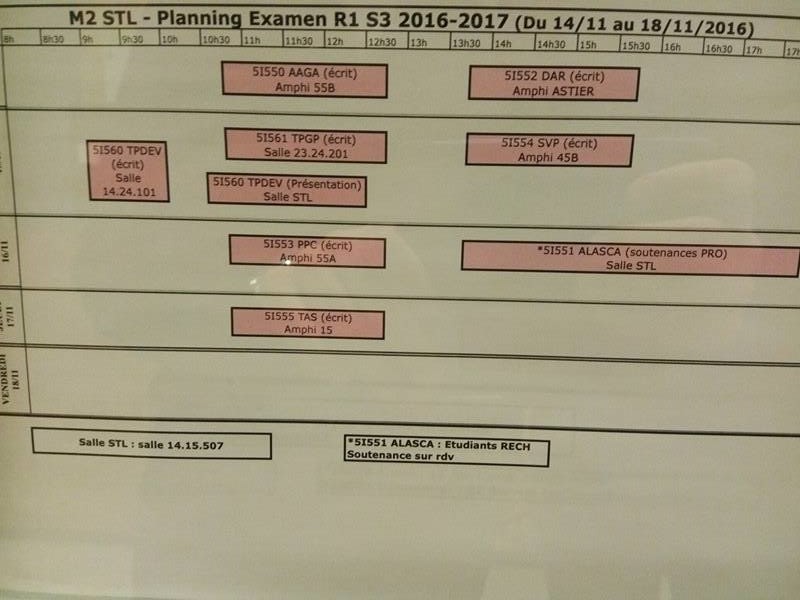 M2 STL - Planning Examen R1 S3 2016-2017 (Du 14/11 au 18/11/2016)
8h 8h30 9h 9h30 10h 10h30 11h 11h30 12h 12h30 13h 13h30 14h 14h30 15h 15h30 16h 16h30 17h 17h
5I550 AAGA (écrit)
Amphi 55B
5I552 DAR (écrit)
Amphi ASTIER
5I560 TPDEV
(écrit)
Salle
14.24.101
5I561 TPGP (écrit)
Salle 23.24.201
5I554 SVP (écrit)
Amphi 45B
5I560 TPDEV (Présentation)
Salle STL
16/11
5I553 PPC (écrit)
Amphi 55A
*5I551 ALASCA (soutenances PRO)
Salle STL
17/11
5I555 TAS (écrit)
Amphi 15
VENDREDI
18/11
Salle STL : salle 14.15.507
*5I551 ALASCA : Etudiants RECH
Soutenance sur rdv